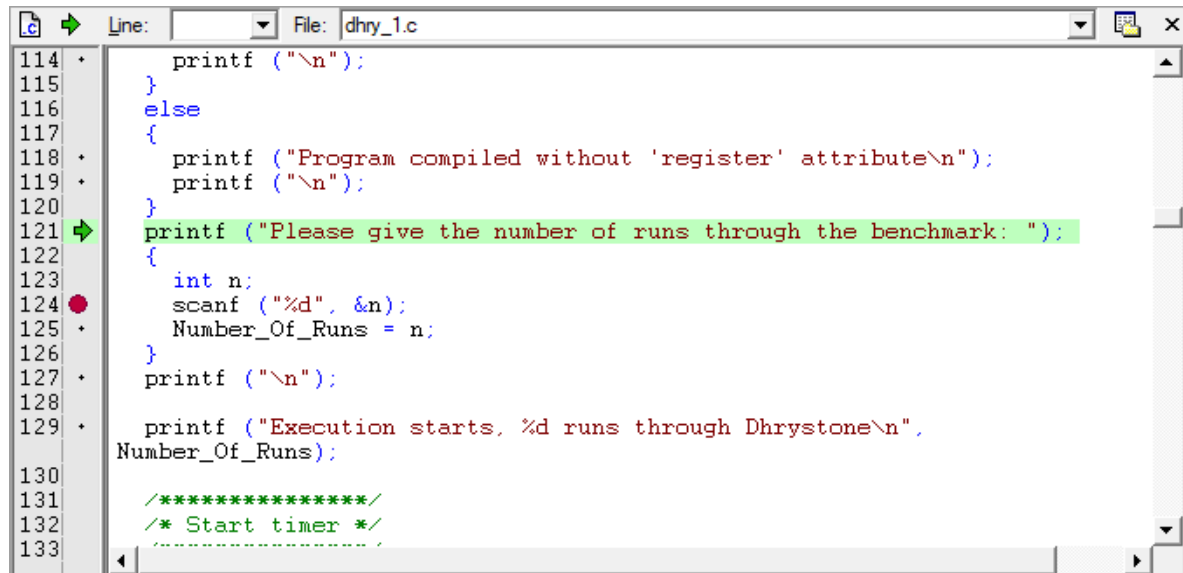 .c Line: File: dhry_1.c
114 printf ("\n");
115 }
116 else
117 {
118 printf ("Program compiled without 'register' attribute\n");
119 printf ("\n");
120 }
121 printf ("Please give the number of runs through the benchmark: ");
122 {
123 int n;
124 scanf ("%d", &n);
125 Number_Of_Runs = n;
126 }
127 printf ("\n");
128
129 printf ("Execution starts, %d runs through Dhrystone\n",
Number_Of_Runs);
130
131 /***************/
132 /* Start timer */
133